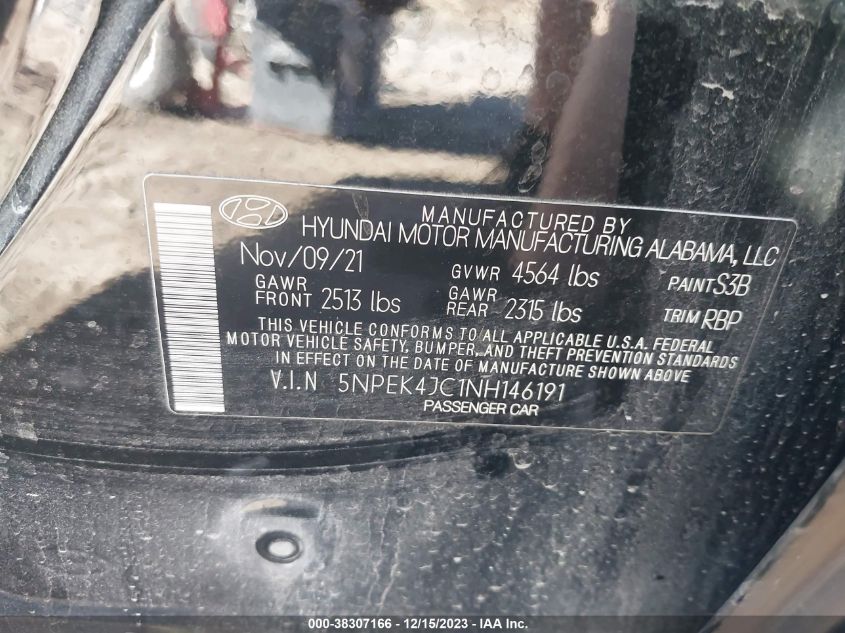 MANUFACTURED BY
HYUNDAI MOTOR MANUFACTURING ALABAMA, LLC
Nov/09/21 GVWR 4564 lbs PAINT S3B
GAWR FRONT 2513 lbs GAWR REAR 2315 lbs TRIM RBP
THIS VEHICLE CONFORMS TO ALL APPLICABLE U.S.A. FEDERAL
MOTOR VEHICLE SAFETY, BUMPER, AND THEFT PREVENTION STANDARDS
IN EFFECT ON THE DATE OF MANUFACTURE SHOWN ABOVE.
V.I.N 5NPEK4JC1NH146191
PASSENGER CAR
000-38307166 - 12/15/2023 - IAA Inc.